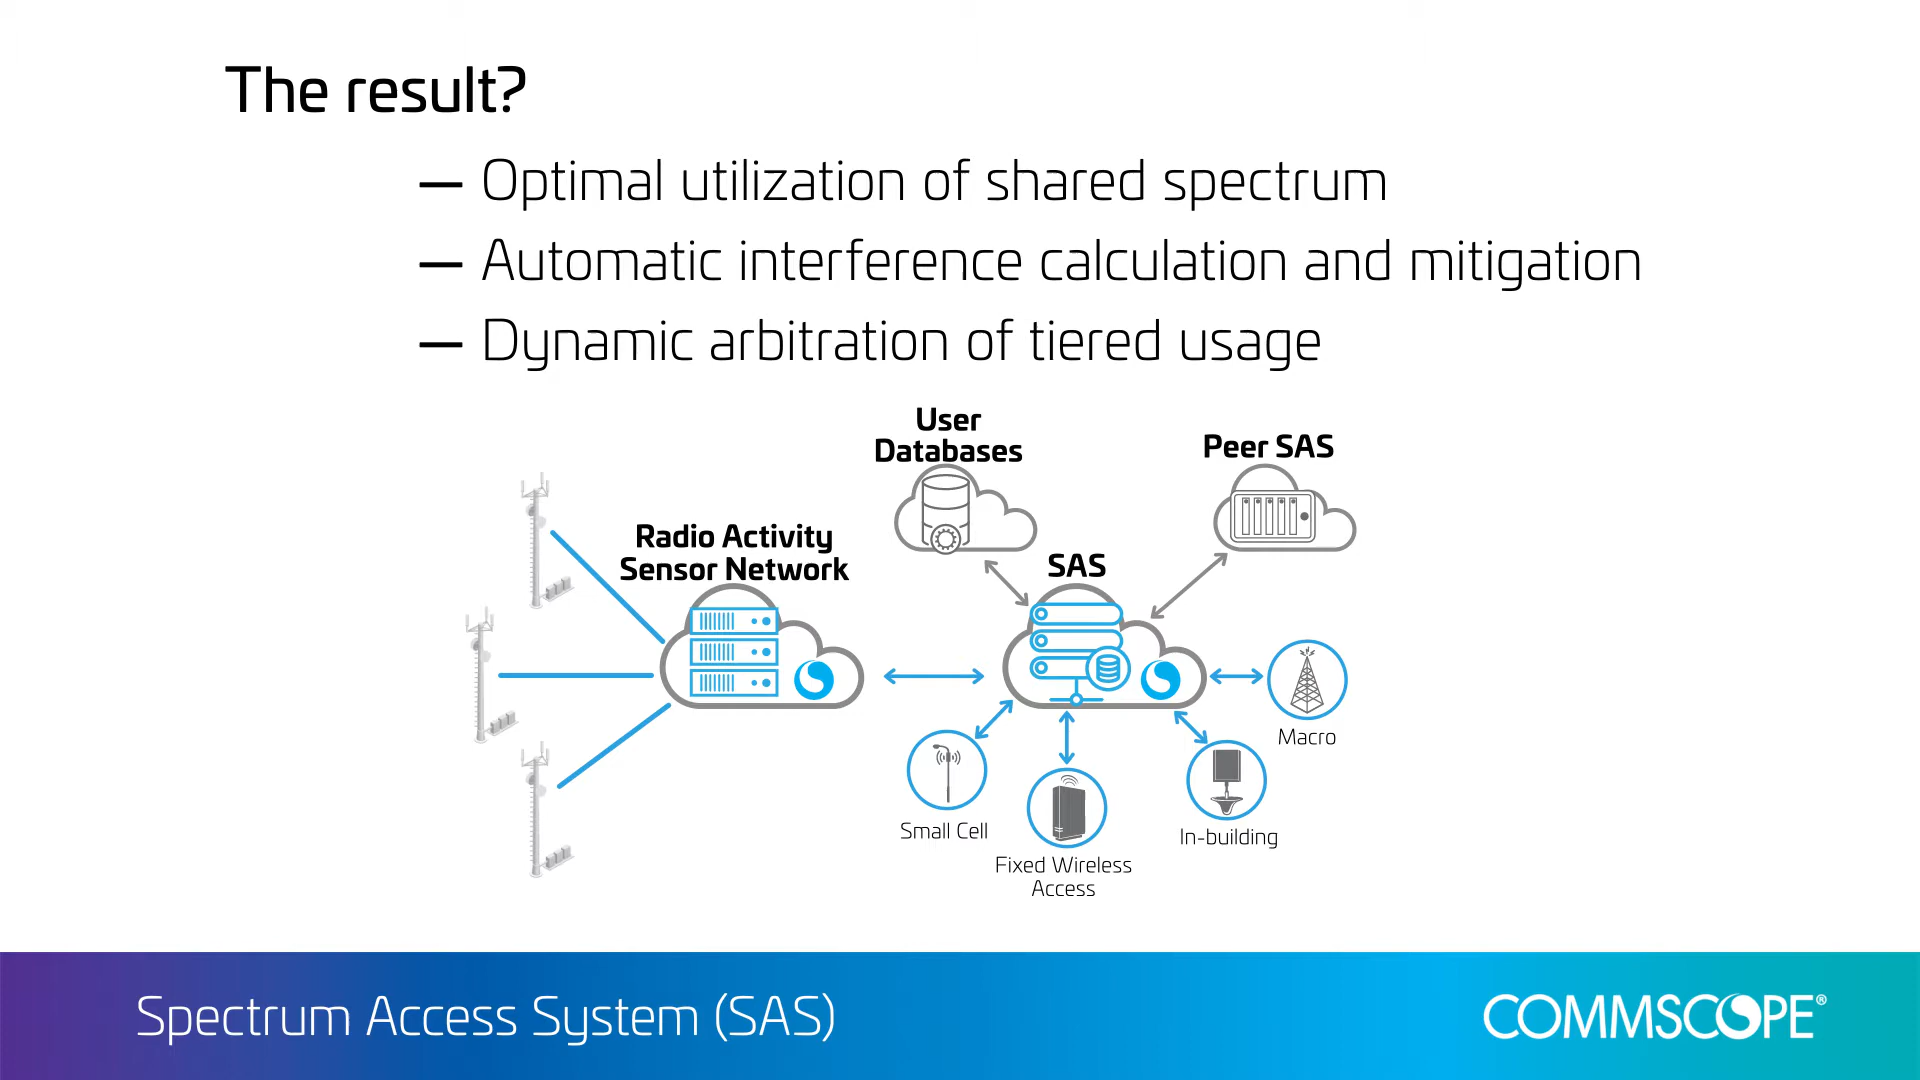 The result?
— Optimal utilization of shared spectrum
— Automatic interference calculation and mitigation
— Dynamic arbitration of tiered usage
User
Databases
Peer SAS
Radio Activity
Sensor Network
SAS
Macro
Small Cell
In-building
Fixed Wireless
Access
Spectrum Access System (SAS)
COMMSCOPE®